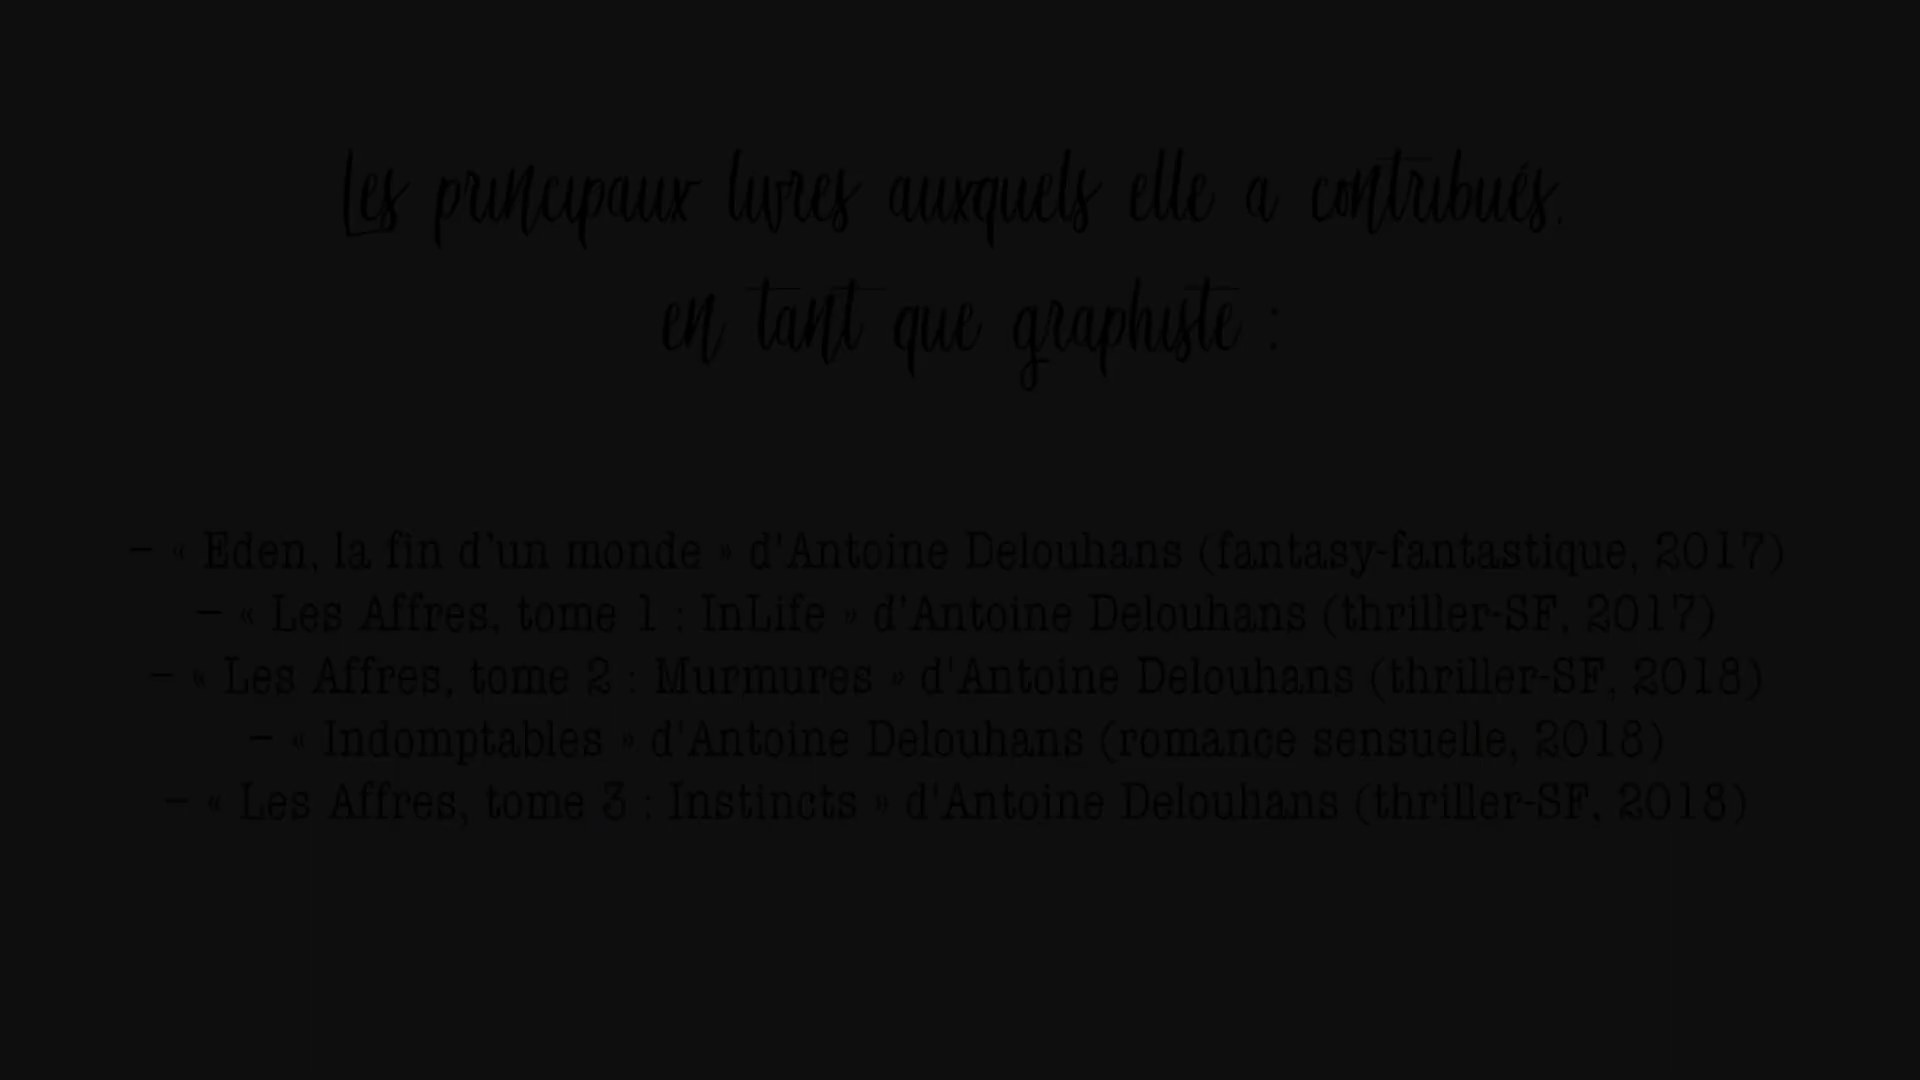 Les principaux livres auxquels elle a contribués,
en tant que graphiste :
– « Eden, la fin d'un monde » d'Antoine Delouhans (fantasy-fantastique, 2017)
– « Les Affres, tome 1 : InLife » d'Antoine Delouhans (thriller-SF, 2017)
– « Les Affres, tome 2 : Murmures » d'Antoine Delouhans (thriller-SF, 2018)
– « Indomptables » d'Antoine Delouhans (romance sensuelle, 2018)
– « Les Affres, tome 3 : Instincts » d'Antoine Delouhans (thriller-SF, 2018)